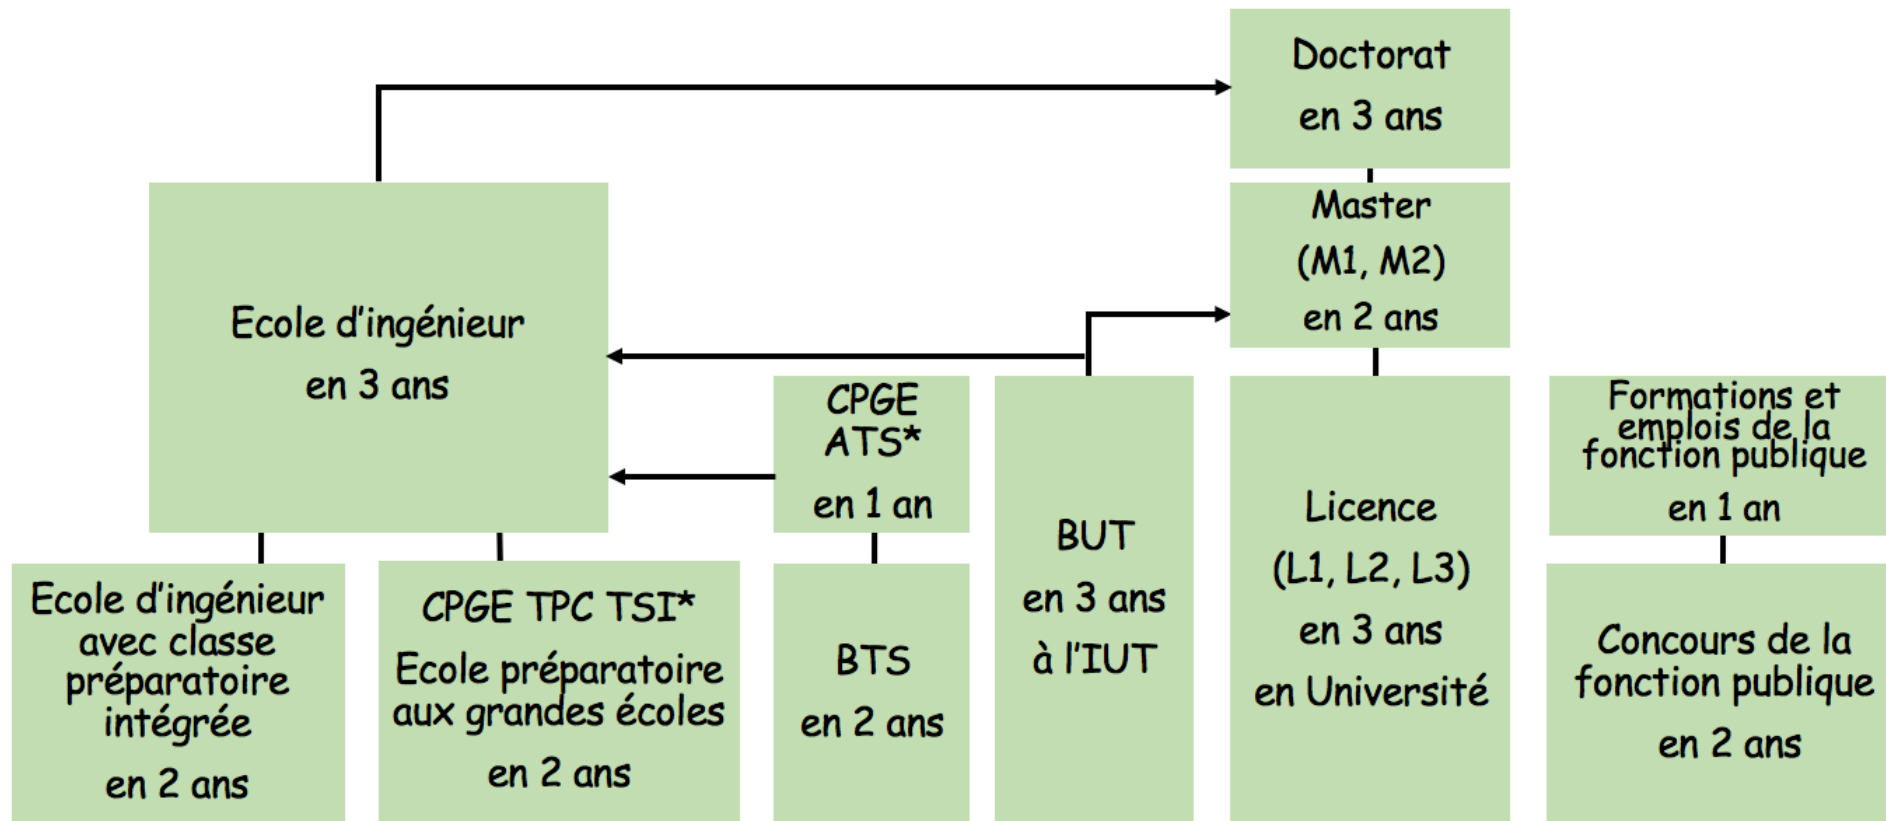 Doctorat
en 3 ans
Master
(M1, M2)
en 2 ans
Ecole d'ingénieur
en 3 ans
CPGE
ATS*
en 1 an
BUT
en 3 ans
à l'IUT
Licence
(L1, L2, L3)
en 3 ans
en Université
Formations et
emplois de la
fonction publique
en 1 an
Ecole d'ingénieur
avec classe
préparatoire
intégrée
en 2 ans
CPGE TPC TSI*
Ecole préparatoire
aux grandes écoles
en 2 ans
BTS
en 2 ans
Concours de la
fonction publique
en 2 ans